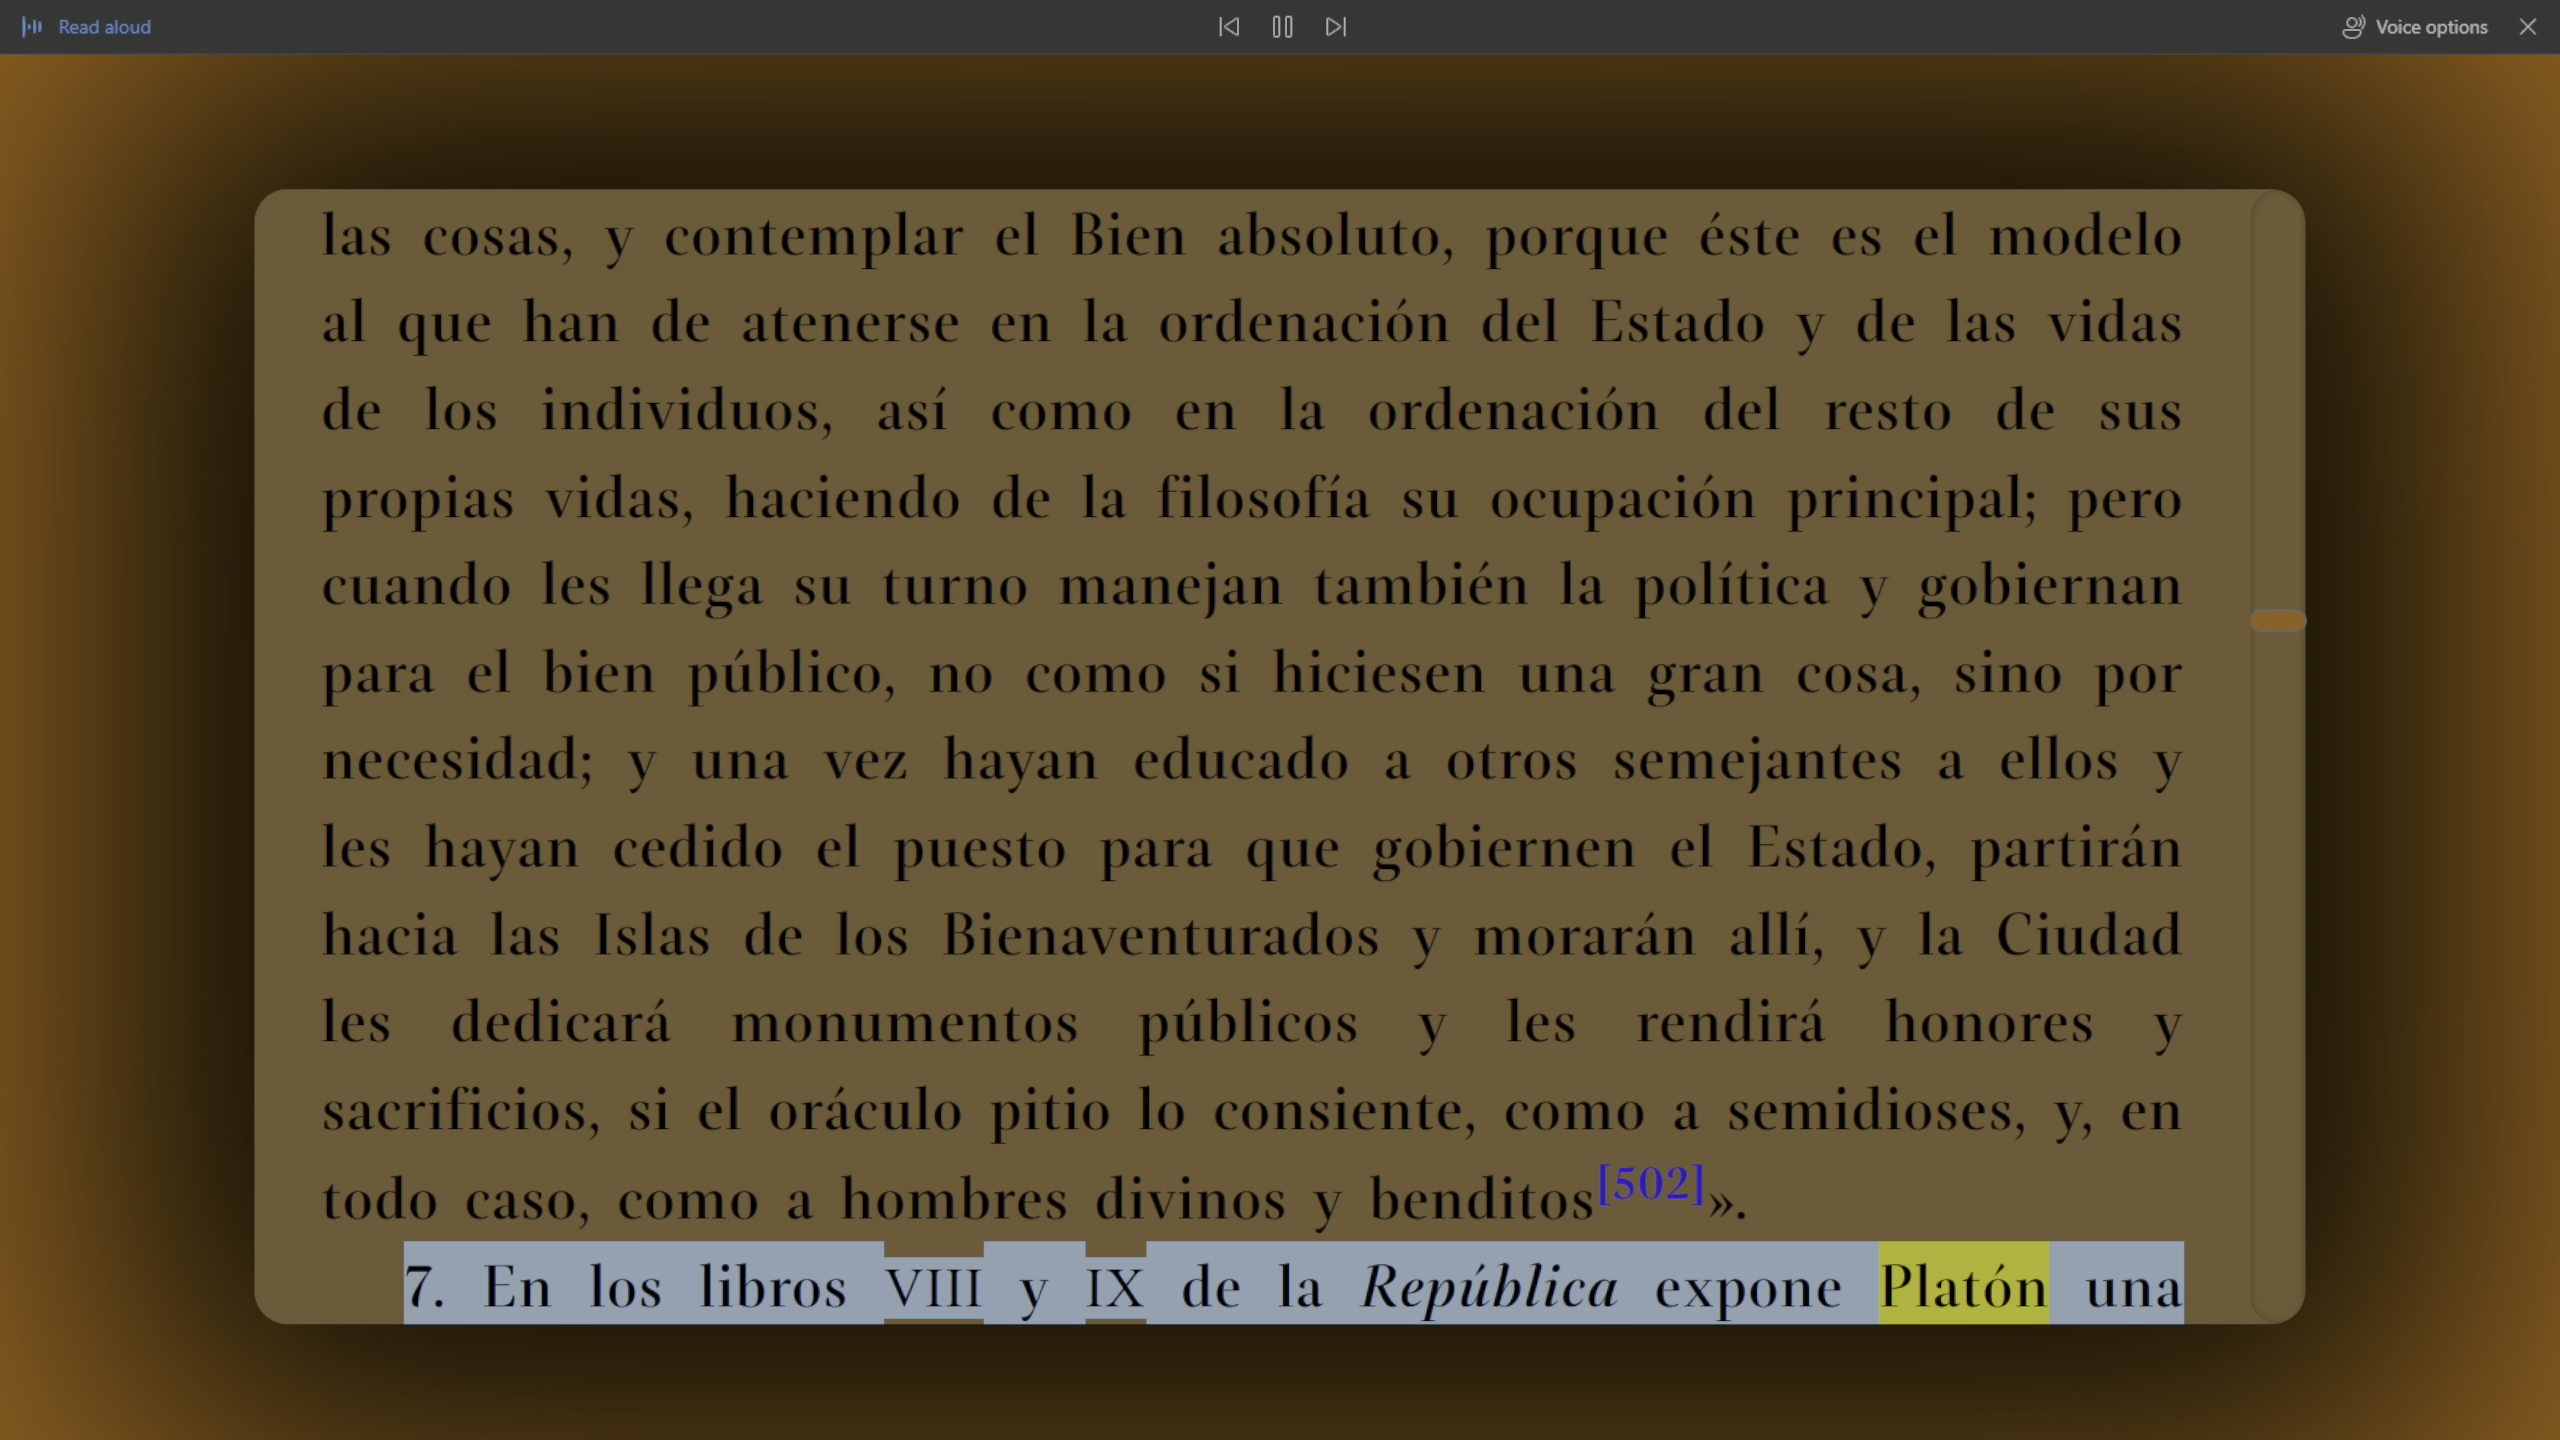 Read aloud
Voice options
las cosas, y contemplar el Bien absoluto, porque éste es el modelo
al que han de atenerse en la ordenación del Estado y de las vidas
de los individuos, así como en la ordenación del resto de sus
propias vidas, haciendo de la filosofía su ocupación principal; pero
cuando les llega su turno manejan también la política y gobiernan
para el bien público, no como si hiciesen una gran cosa, sino por
necesidad; y una vez hayan educado a otros semejantes a ellos y
les hayan cedido el puesto para que gobiernen el Estado, partirán
hacia las Islas de los Bienaventurados y morarán allí, y la Ciudad
les dedicará monumentos públicos y les rendirá honores y
sacrificios, si el oráculo pitio lo consiente, como a semidioses, y, en
todo caso, como a hombres divinos y benditos[502]».
7. En los libros VIII y IX de la República expone Platón una